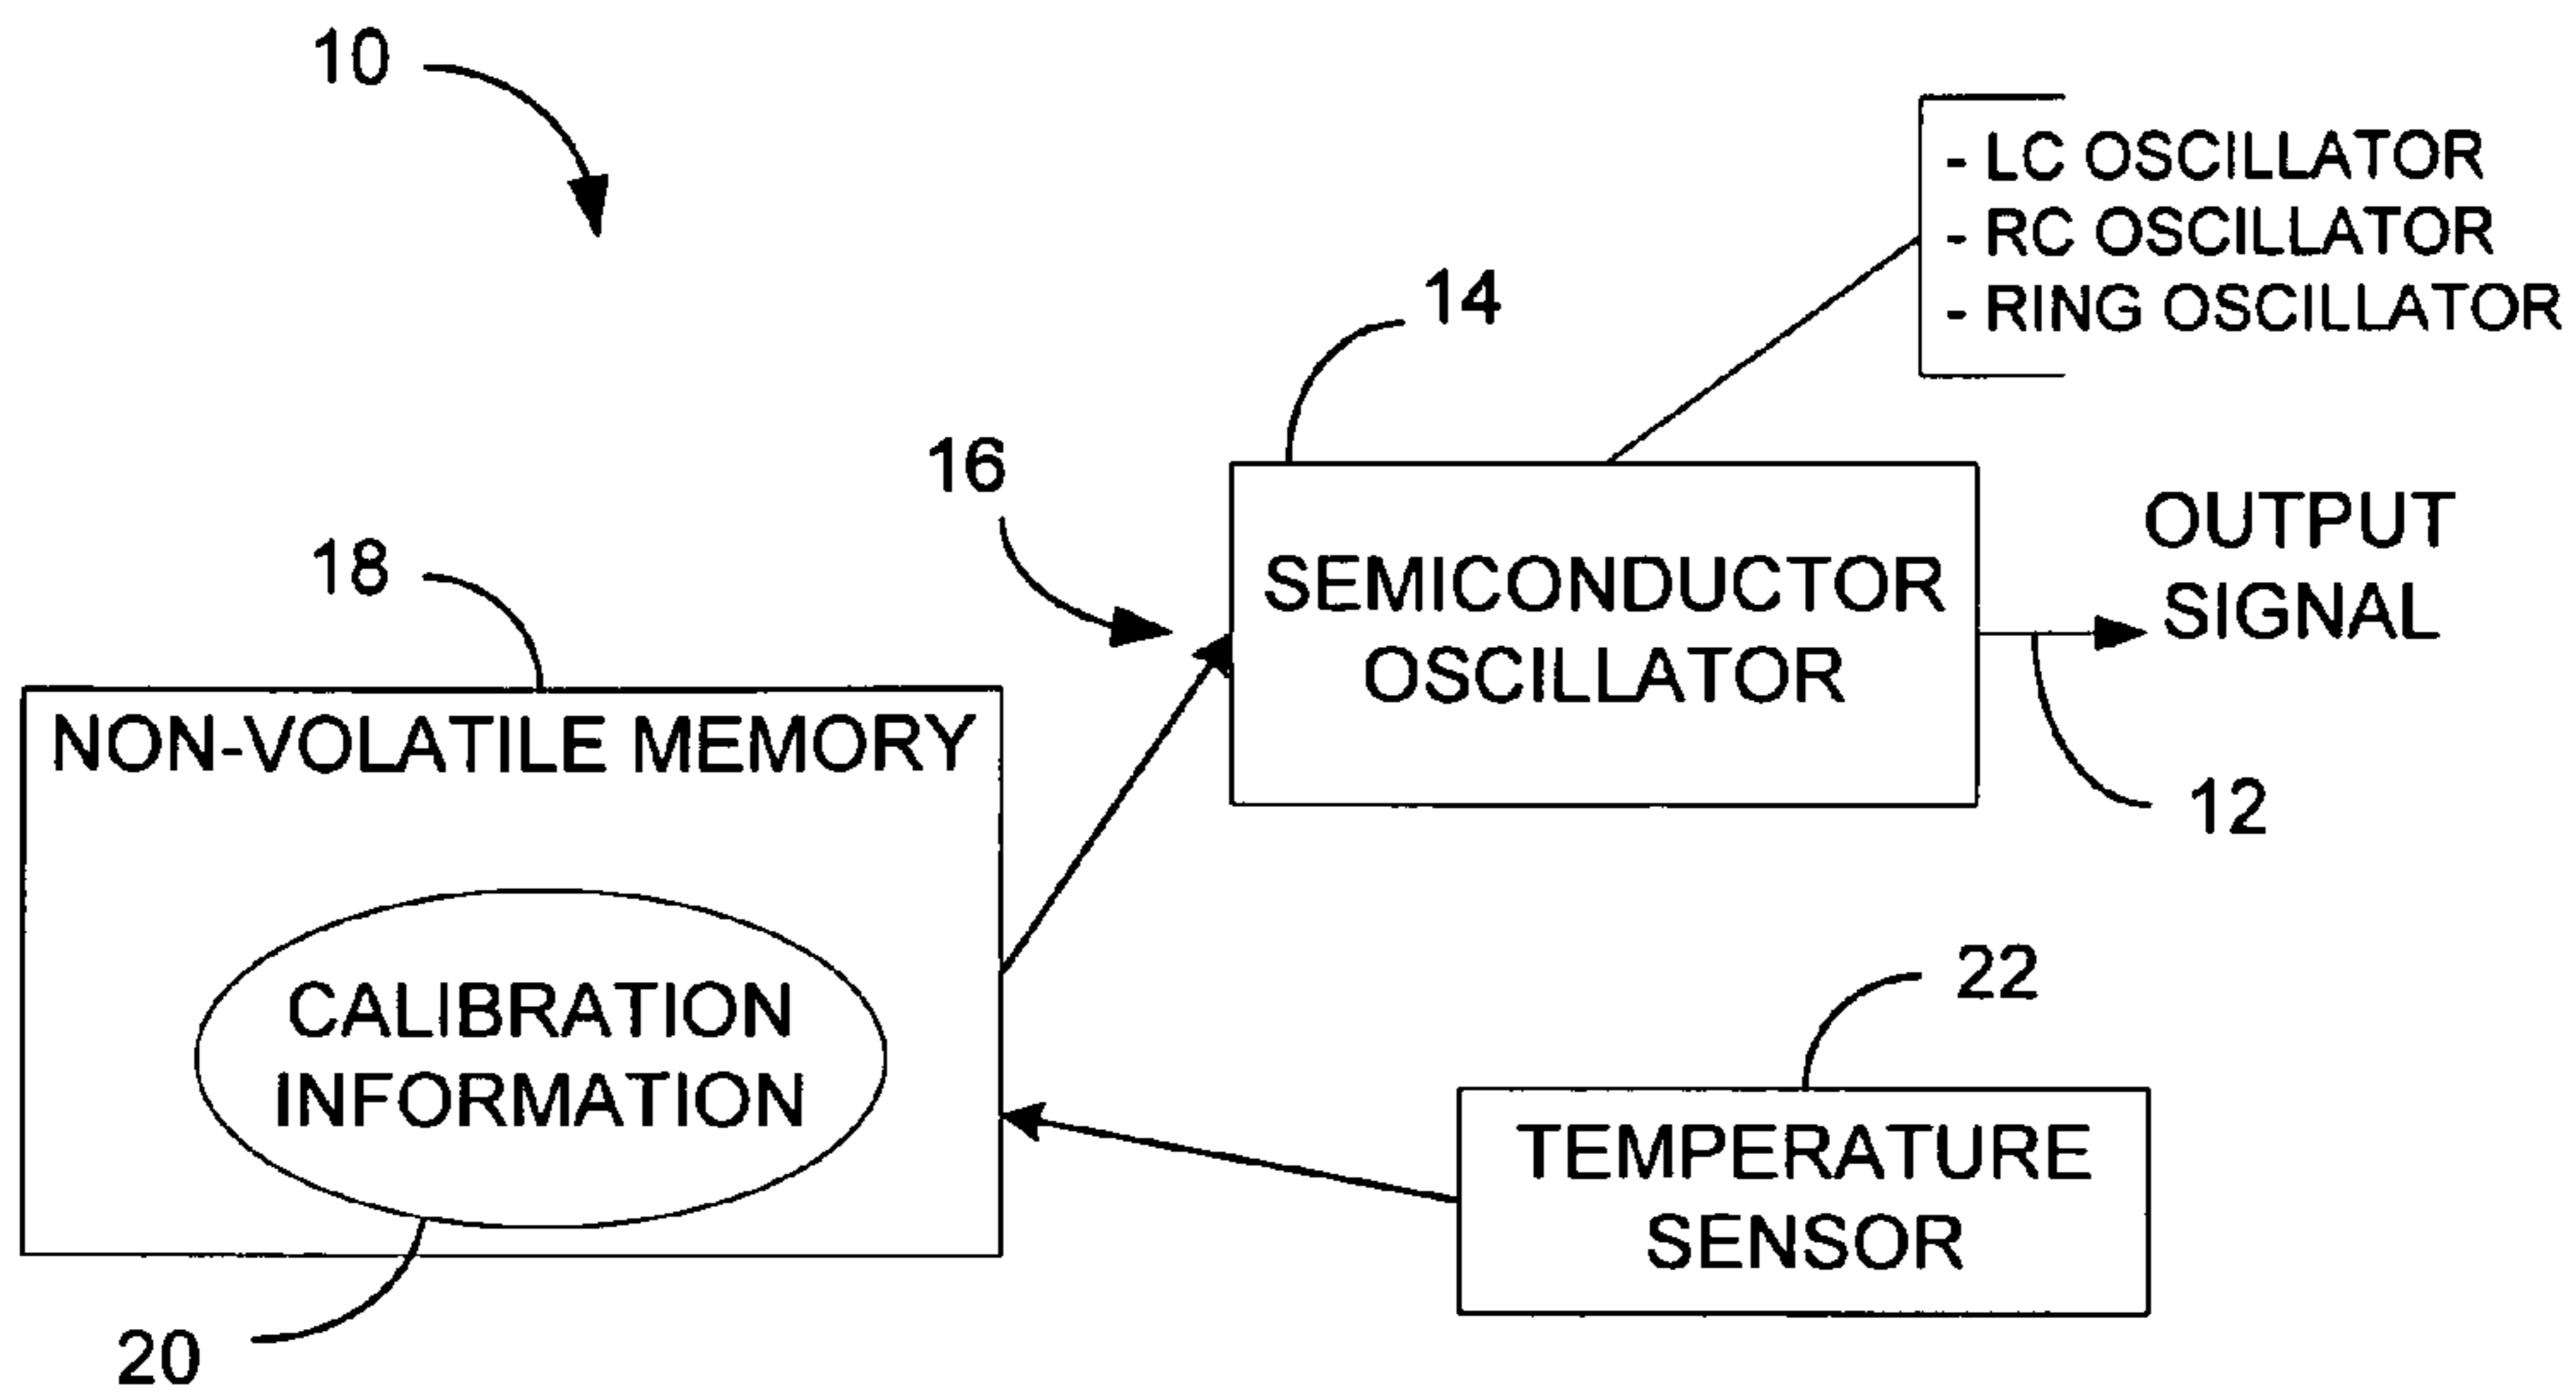 10
- LC OSCILLATOR
- RC OSCILLATOR
- RING OSCILLATOR
14
16
SEMICONDUCTOR
OSCILLATOR
OUTPUT
SIGNAL
12
18
NON-VOLATILE MEMORY
CALIBRATION
INFORMATION
20
22
TEMPERATURE
SENSOR